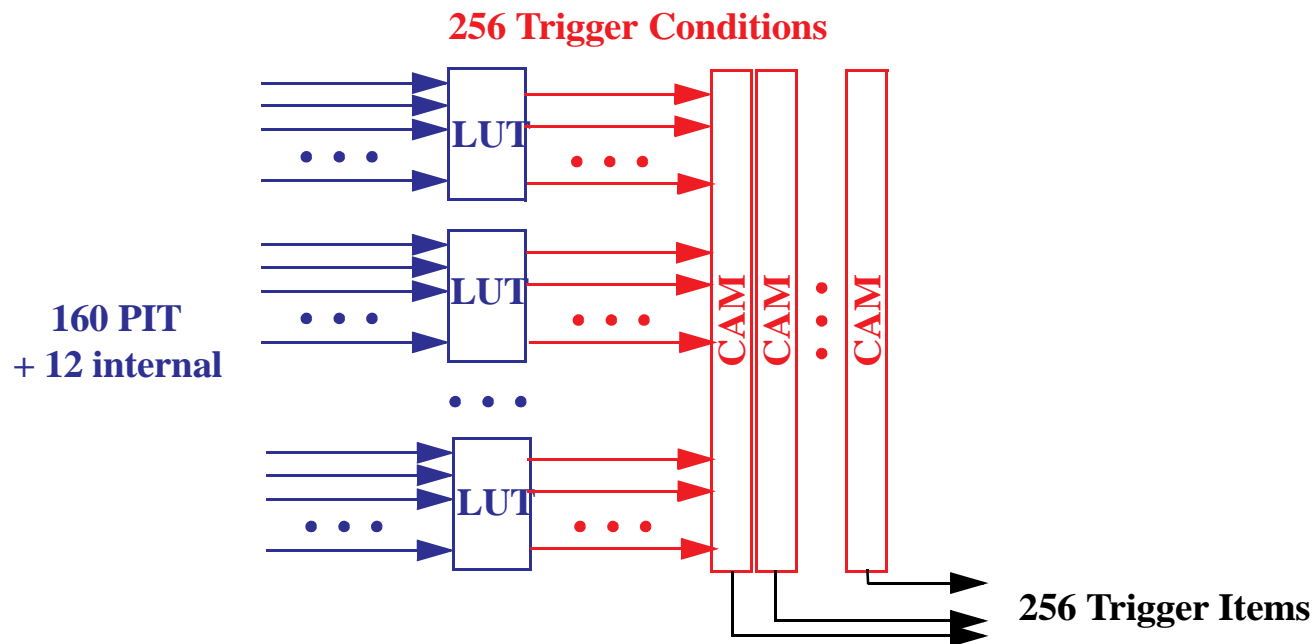 256 Trigger Conditions
LUT
LUT
160 PIT
+ 12 internal
LUT
CAM
CAM
CAM
256 Trigger Items